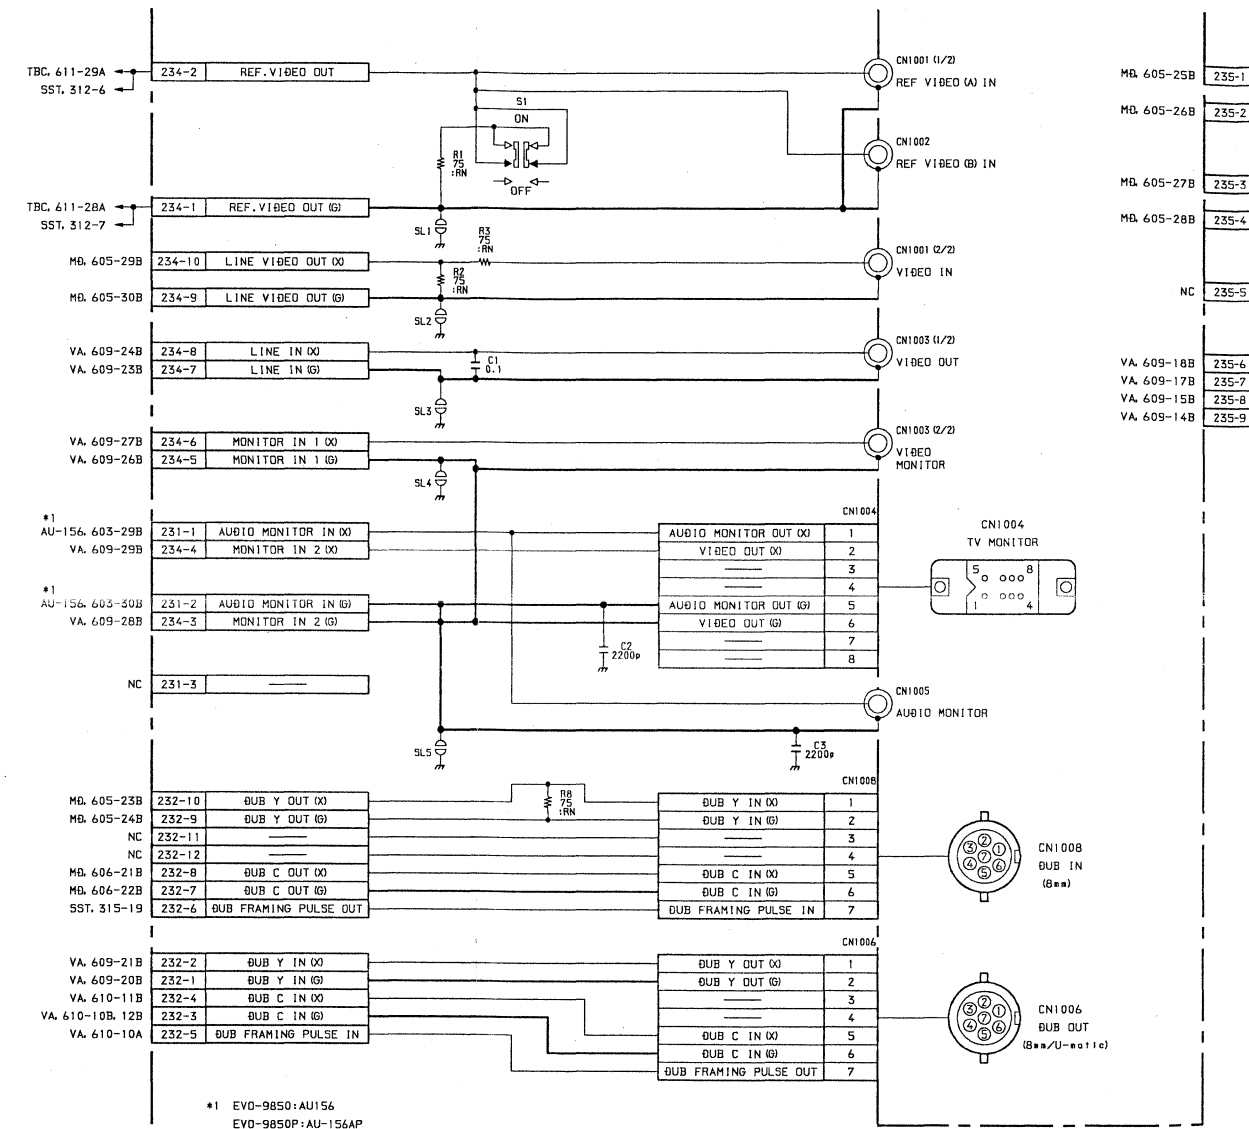 TBC, 611-29A 234-2 REF.VIDEO OUT
SST, 312-6
CN1001 (1/2)
REF VIDEO (A) IN
S1
ON
OFF
R1
75
:RN
CN1002
REF VIDEO (B) IN
TBC, 611-28A 234-1 REF.VIDEO OUT (G)
SST, 312-7
SL1
R3
75
:RN
MD, 605-29B 234-10 LINE VIDEO OUT (X)
R2
75
:RN
CN1001 (2/2)
VIDEO IN
MD, 605-30B 234-9 LINE VIDEO OUT (G)
SL2
VA, 609-24B 234-8 LINE IN (X)
VA, 609-23B 234-7 LINE IN (G)
C1
0.1
CN1003 (1/2)
VIDEO OUT
SL3
VA, 609-27B 234-6 MONITOR IN 1 (X)
VA, 609-26B 234-5 MONITOR IN 1 (G)
CN1003 (2/2)
VIDEO
MONITOR
SL4
*1
AU-156, 603-29B 231-1 AUDIO MONITOR IN (X)
VA, 609-29B 234-4 MONITOR IN 2 (X)
*1
AU-156, 603-30B 231-2 AUDIO MONITOR IN (G)
VA, 609-28B 234-3 MONITOR IN 2 (G)
CN1004
AUDIO MONITOR OUT (X) 1
VIDEO OUT (X) 2
3
4
AUDIO MONITOR OUT (G) 5
VIDEO OUT (G) 6
7
8
C2
2200p
CN1004
TV MONITOR
5 8
1 4
NC 231-3
CN1005
AUDIO MONITOR
SL5
C3
2200p
MD, 605-23B 232-10 DUB Y OUT (X)
MD, 605-24B 232-9 DUB Y OUT (G)
NC 232-11
NC 232-12
MD, 606-21B 232-8 DUB C OUT (X)
MD, 606-22B 232-7 DUB C OUT (G)
SST, 315-19 232-6 DUB FRAMING PULSE OUT
R8
75
:RN
CN1008
DUB Y IN (X) 1
DUB Y IN (G) 2
3
4
DUB C IN (X) 5
DUB C IN (G) 6
DUB FRAMING PULSE IN 7
3 2 1
7
4 5 6
CN1008
DUB IN
(8mm)
VA, 609-21B 232-2 DUB Y IN (X)
VA, 609-20B 232-1 DUB Y IN (G)
VA, 610-11B 232-4 DUB C IN (X)
VA, 610-10B, 12B 232-3 DUB C IN (G)
VA, 610-10A 232-5 DUB FRAMING PULSE IN
CN1006
DUB Y OUT (X) 1
DUB Y OUT (G) 2
3
4
DUB C IN (X) 5
DUB C IN (G) 6
DUB FRAMING PULSE OUT 7
3 2 1
7
4 5 6
CN1006
DUB OUT
(8mm/U-matic)
*1 EVO-9850:AU156
EVO-9850P:AU-156AP
MD, 605-25B 235-1
MD, 605-26B 235-2
MD, 605-27B 235-3
MD, 605-28B 235-4
NC 235-5
VA, 609-18B 235-6
VA, 609-17B 235-7
VA, 609-15B 235-8
VA, 609-14B 235-9